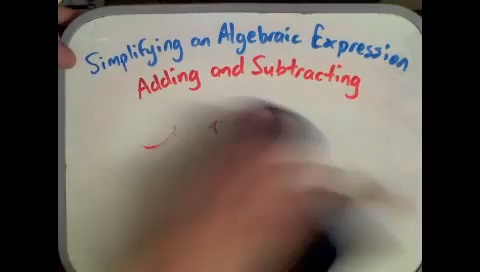 Simplifying an Algebraic Expression
Adding and Subtracting